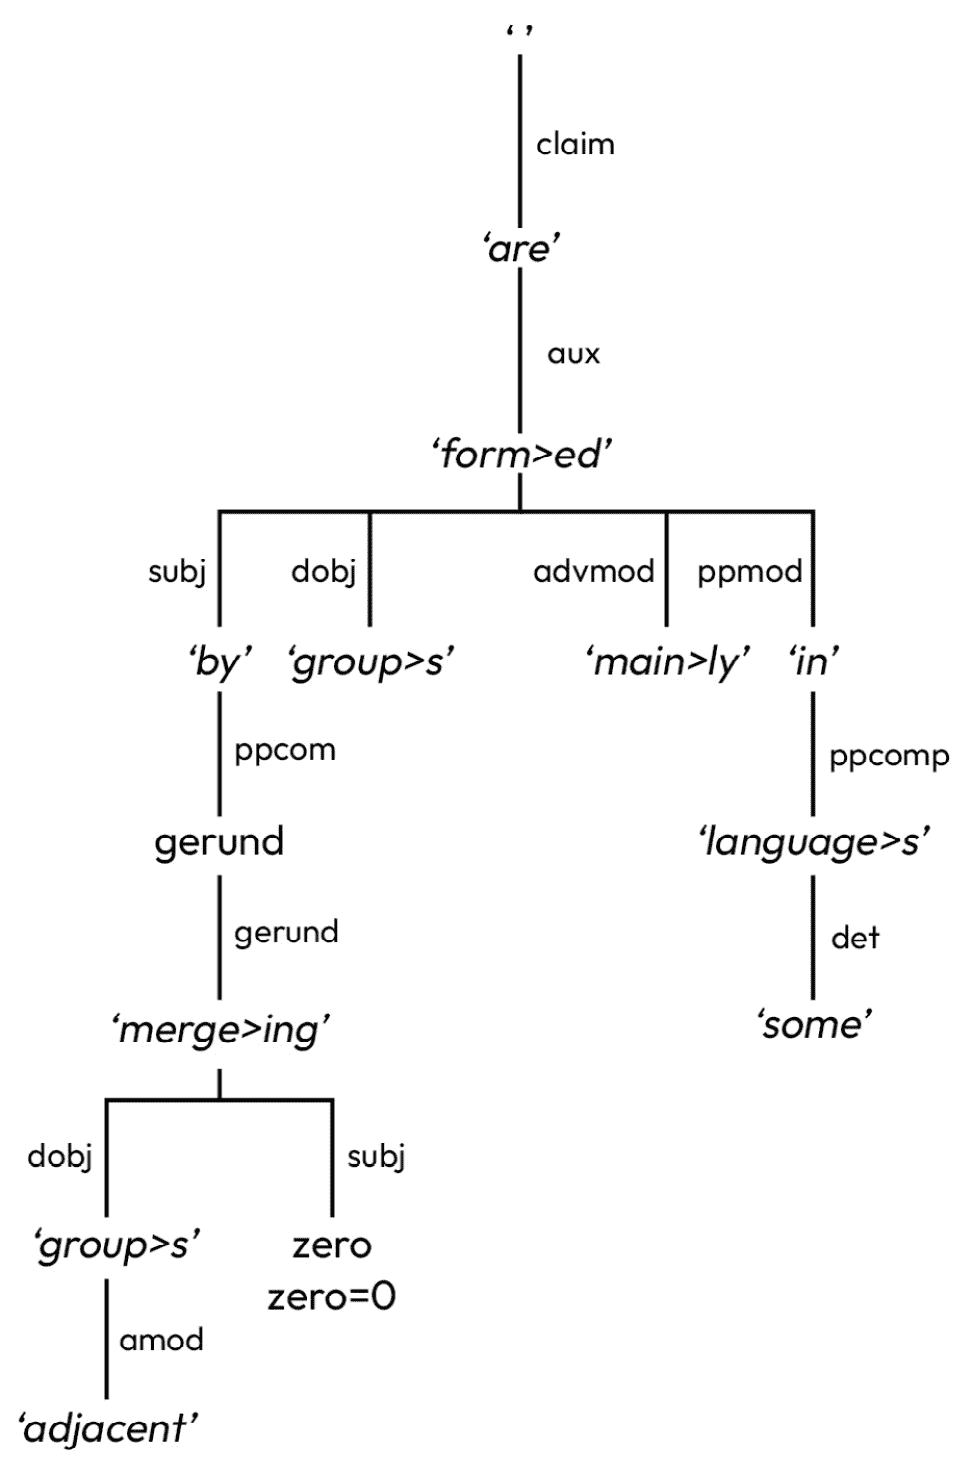 ‘ ’
claim
‘are’
aux
‘form>ed’
subj dobj advmod ppmod
‘by’ ‘group>s’ ‘main>ly’ ‘in’
ppcom ppcomp
gerund ‘language>s’
gerund det
‘merge>ing’ ‘some’
dobj subj
‘group>s’ zero
zero=0
amod
‘adjacent’